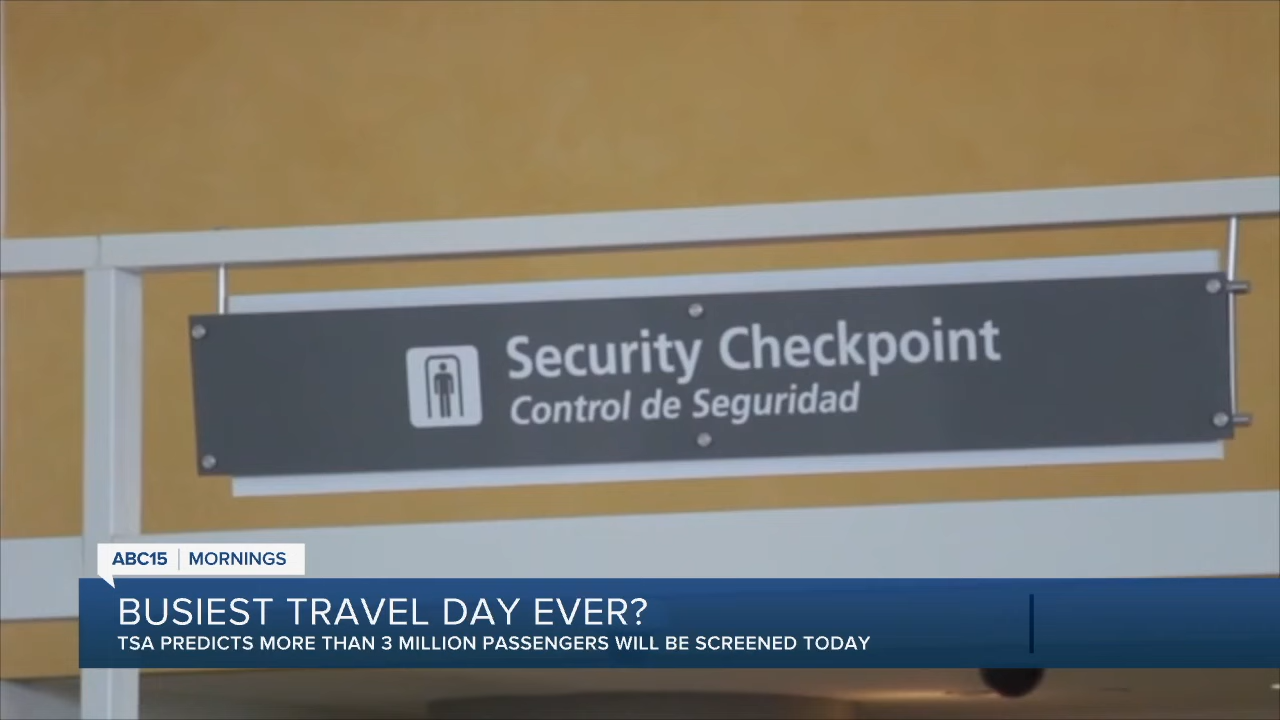 Security Checkpoint
Control de Seguridad
ABC15 MORNINGS
BUSIEST TRAVEL DAY EVER?
TSA PREDICTS MORE THAN 3 MILLION PASSENGERS WILL BE SCREENED TODAY